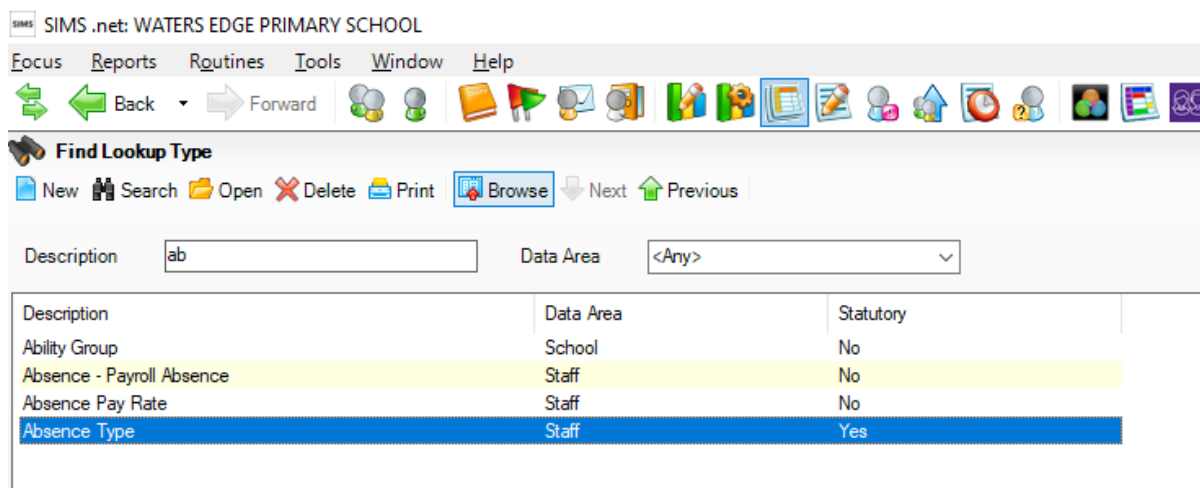 SIMS SIMS .net: WATERS EDGE PRIMARY SCHOOL
Focus Reports Routines Tools Window Help
Back Forward
Find Lookup Type
New Search Open Delete Print Browse Next Previous
Description ab Data Area <Any>
Description Data Area Statutory
Ability Group School No
Absence - Payroll Absence Staff No
Absence Pay Rate Staff No
Absence Type Staff Yes